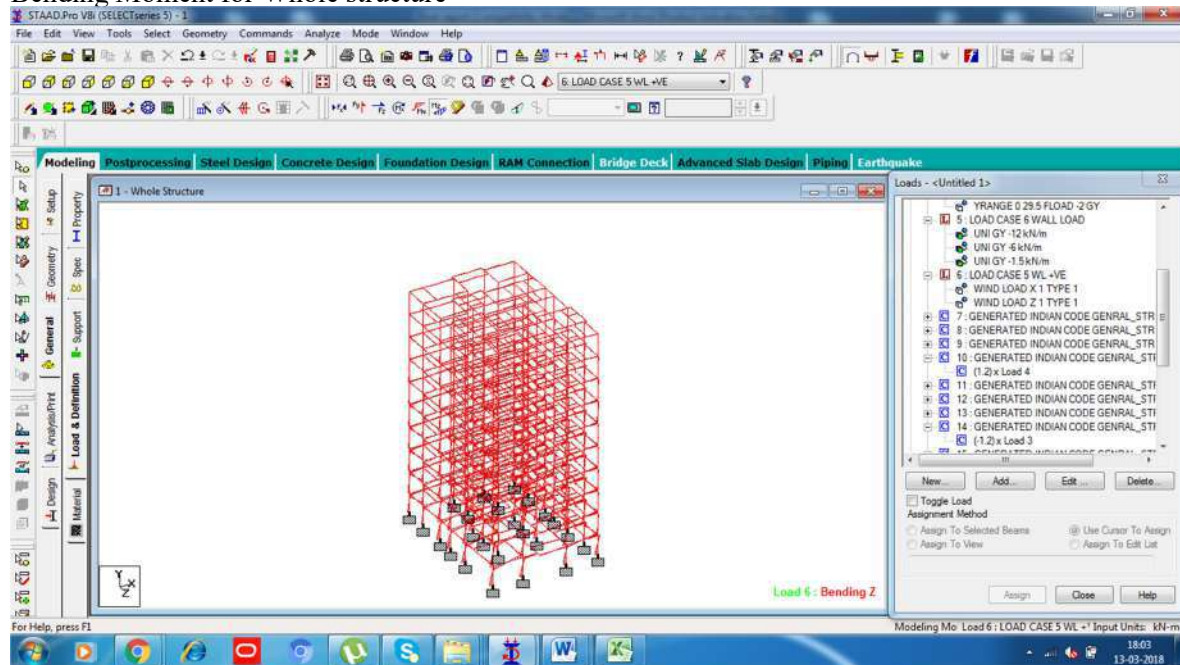 Bending Moment for Whole structure
STAAD.Pro V8i (SELECTseries 5) - 1
File Edit View Tools Select Geometry Commands Analyze Mode Window Help
6: LOAD CASE 5 WL +VE
Modeling Postprocessing Steel Design Concrete Design Foundation Design RAM Connection Bridge Deck Advanced Slab Design Piping Earthquake
Setup
Geometry
General
Analysis/Print
Design
Property
Spec
Support
Load & Definition
Material
1 - Whole Structure
Y
X
Z
Load 6 : Bending Z
Loads - <Untitled 1>
YRANGE 0 29.5 FLOAD -2 GY
5 : LOAD CASE 6 WALL LOAD
UNI GY -12 kN/m
UNI GY -6 kN/m
UNI GY -1.5 kN/m
6 : LOAD CASE 5 WL +VE
WIND LOAD X 1 TYPE 1
WIND LOAD Z 1 TYPE 1
7 : GENERATED INDIAN CODE GENRAL_STR
8 : GENERATED INDIAN CODE GENRAL_STR
9 : GENERATED INDIAN CODE GENRAL_STR
10 : GENERATED INDIAN CODE GENRAL_STF
(1.2) x Load 4
11 : GENERATED INDIAN CODE GENRAL_STF
12 : GENERATED INDIAN CODE GENRAL_STF
13 : GENERATED INDIAN CODE GENRAL_STF
14 : GENERATED INDIAN CODE GENRAL_STF
(-1.2) x Load 3
New... Add... Edit ... Delete...
Toggle Load
Assignment Method
Assign To Selected Beams Use Cursor To Assign
Assign To View Assign To Edit List
Assign Close Help
For Help, press F1
Modeling Mo Load 6 : LOAD CASE 5 WL +' Input Units: kN-m
18:03
13-03-2018